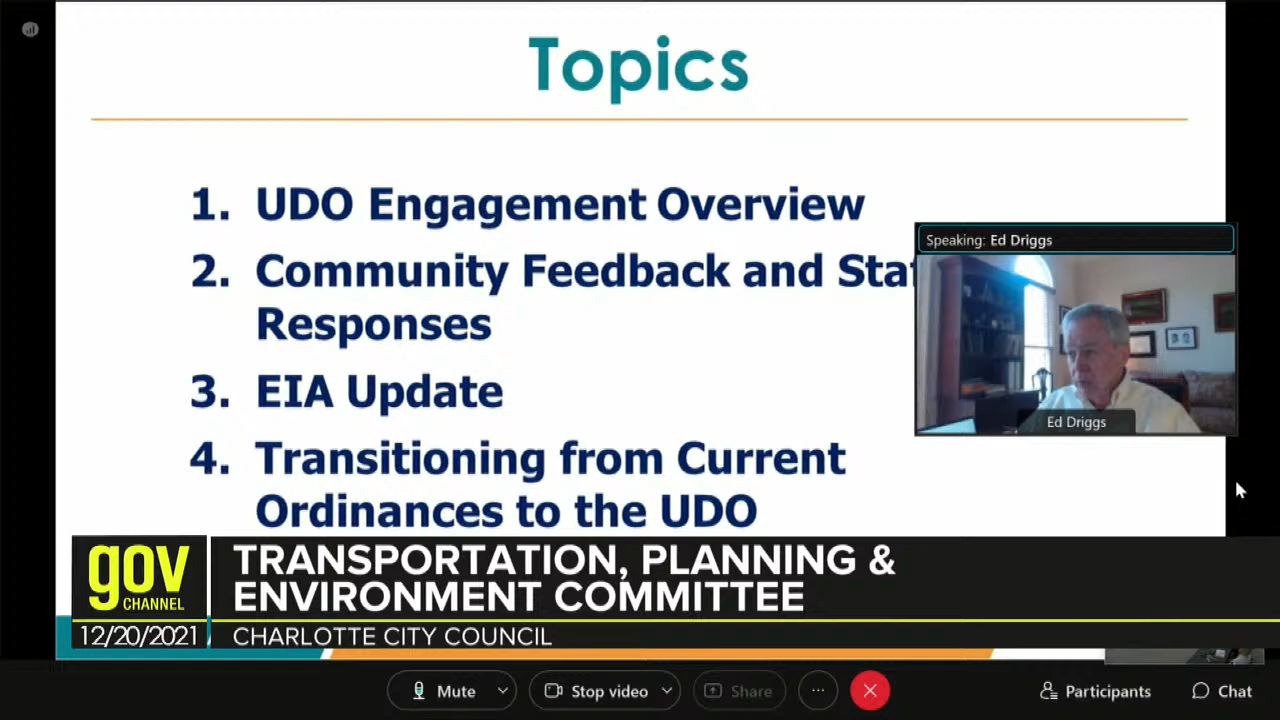 Topics
1. UDO Engagement Overview
2. Community Feedback and
Responses
3. EIA Update
4. Transitioning from Current
Ordinances to the UDO
Speaking: Ed Driggs
Ed Driggs
gov
CHANNEL
12/20/2021
TRANSPORTATION, PLANNING &
ENVIRONMENT COMMITTEE
CHARLOTTE CITY COUNCIL
Mute
Stop video
Share
Participants
Chat